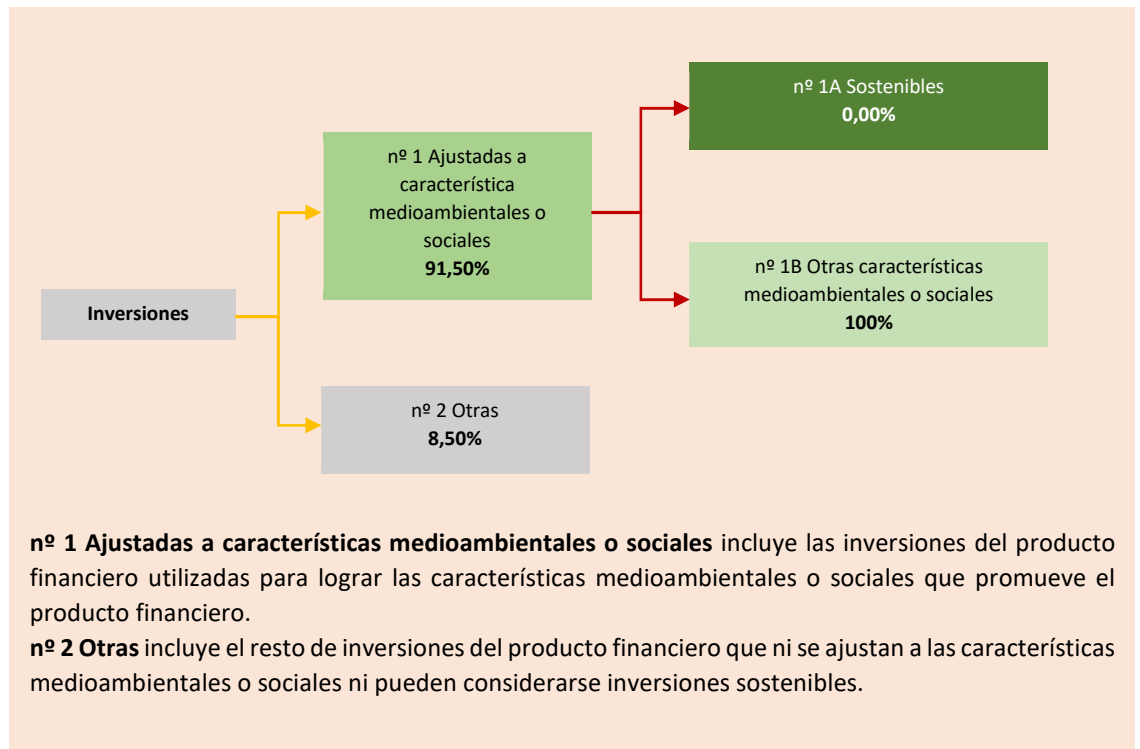 nº 1A Sostenibles
0,00%
nº 1 Ajustadas a
característica
medioambientales o
sociales
91,50%
nº 1B Otras características
medioambientales o sociales
100%
Inversiones
nº 2 Otras
8,50%
nº 1 Ajustadas a características medioambientales o sociales incluye las inversiones del producto
financiero utilizadas para lograr las características medioambientales o sociales que promueve el
producto financiero.
nº 2 Otras incluye el resto de inversiones del producto financiero que ni se ajustan a las características
medioambientales o sociales ni pueden considerarse inversiones sostenibles.